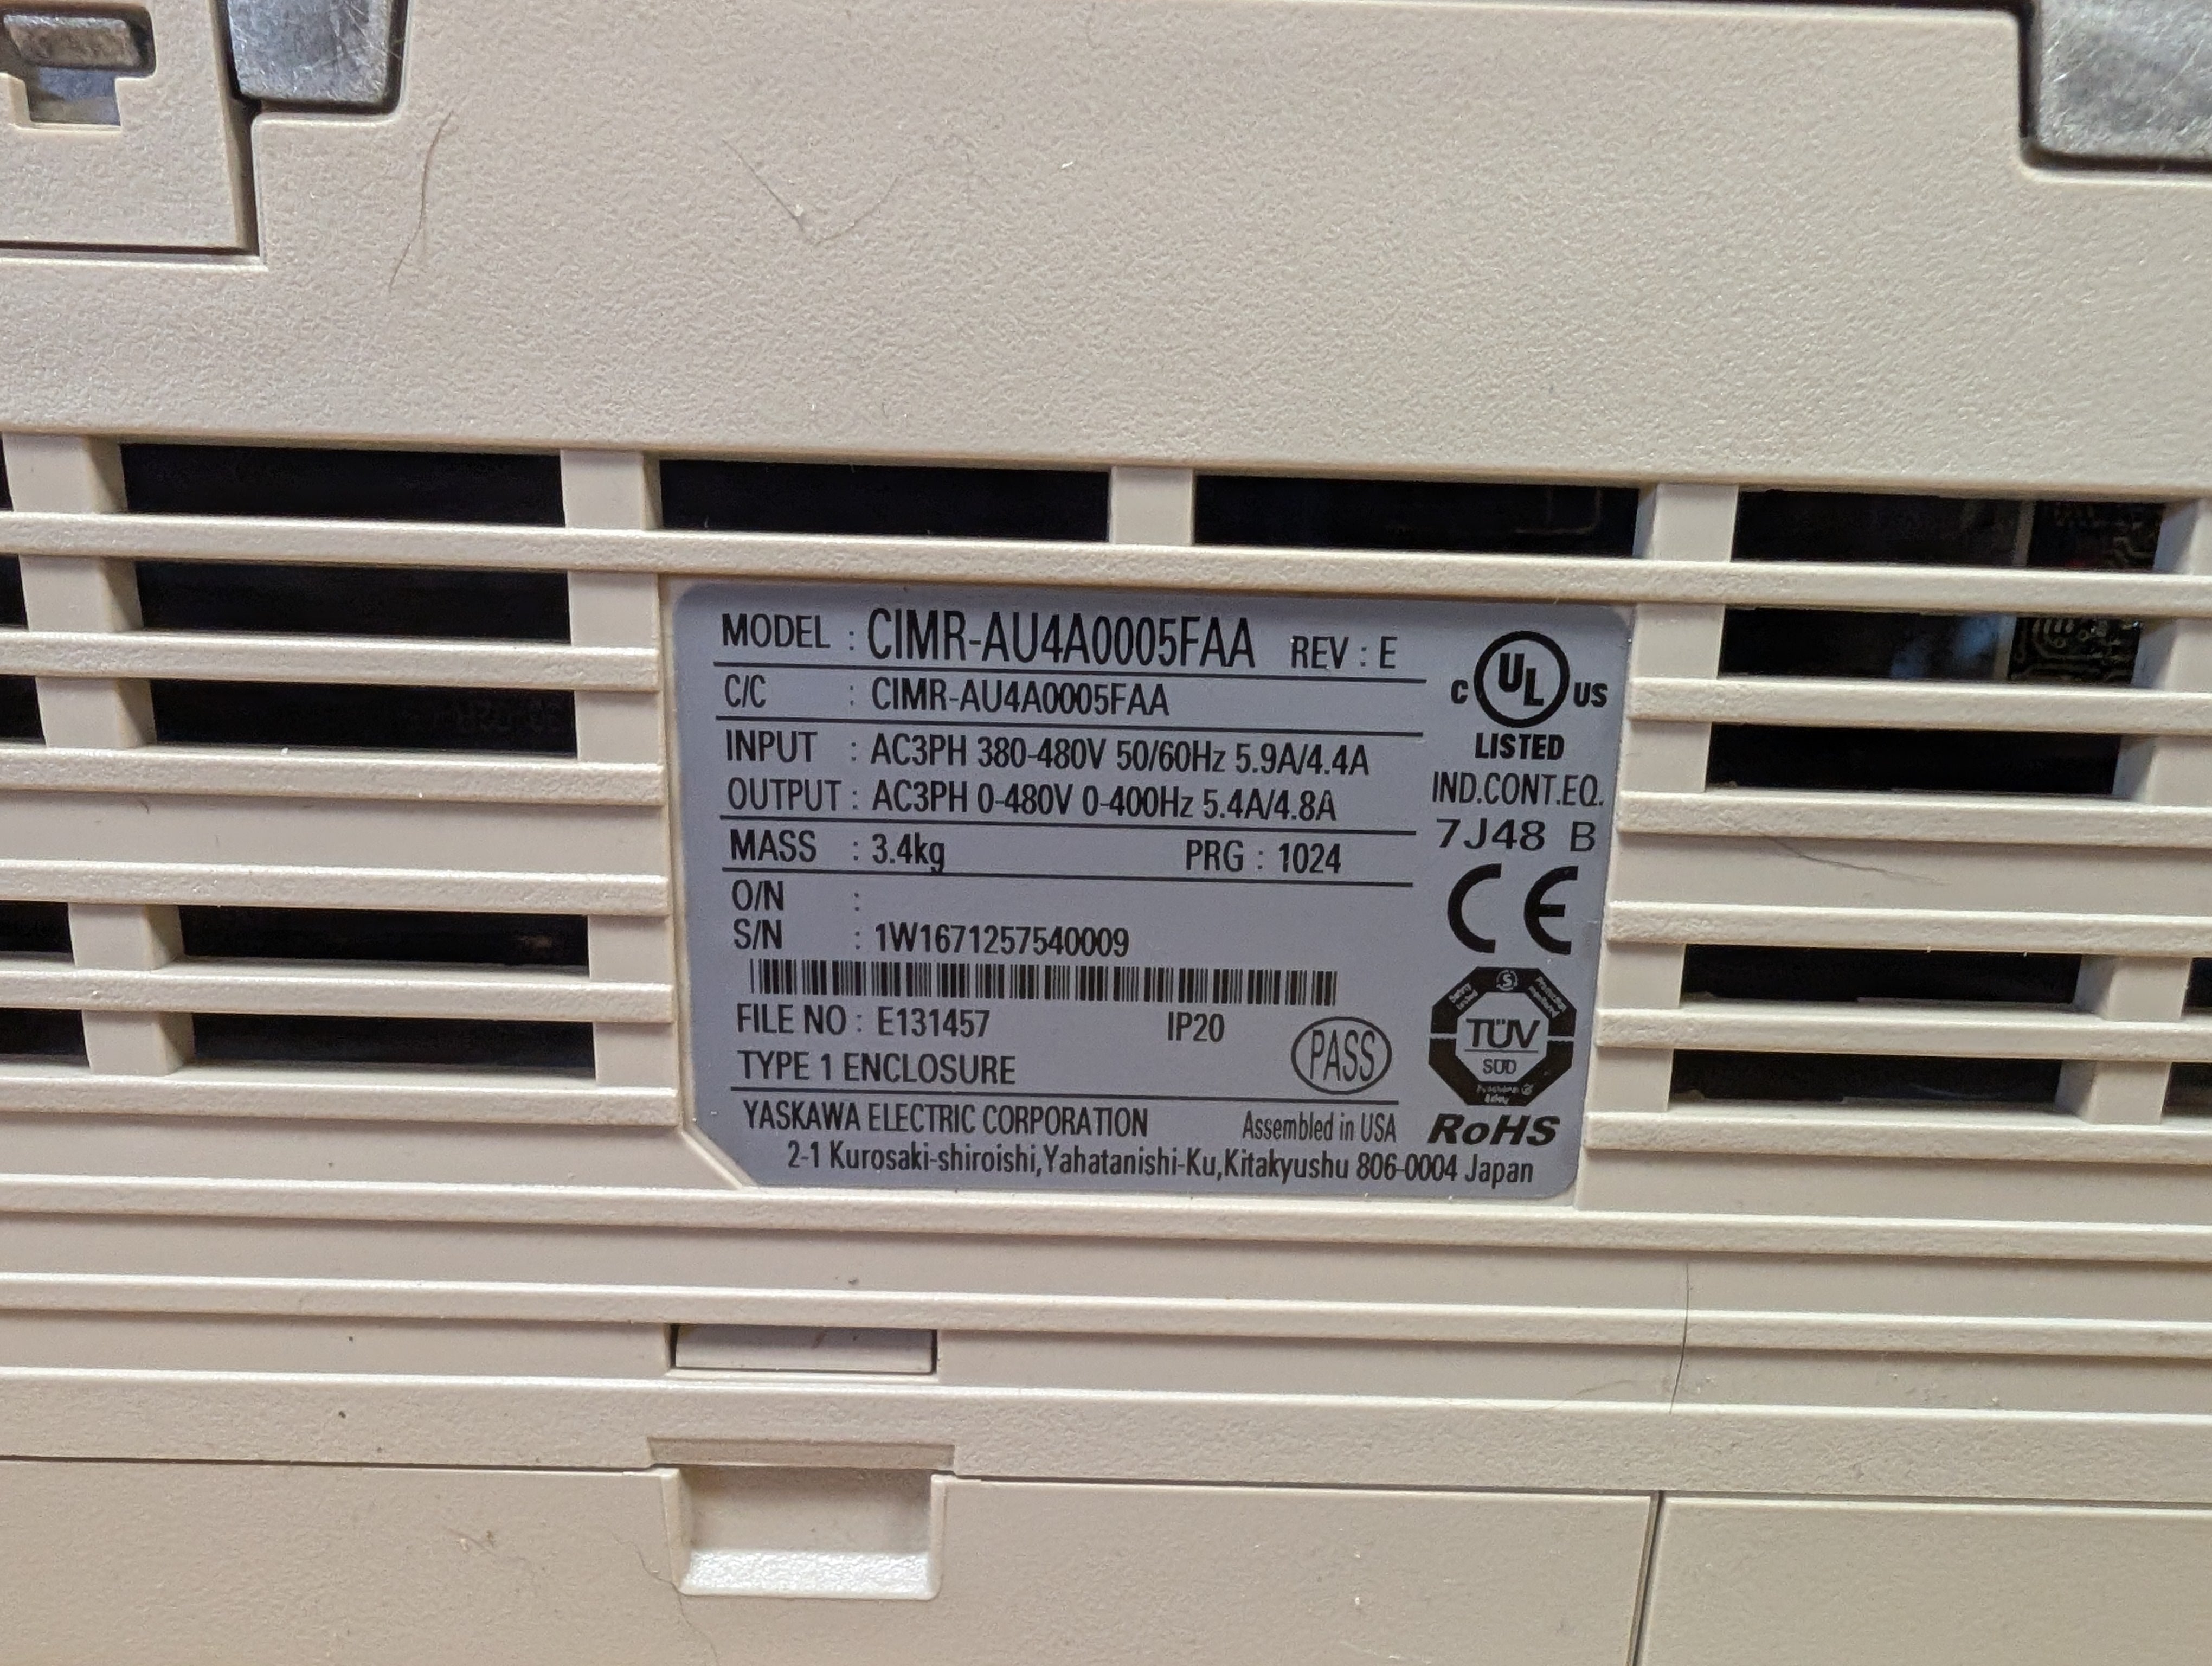 MODEL : CIMR-AU4A0005FAA REV : E
C/C : CIMR-AU4A0005FAA
INPUT : AC3PH 380-480V 50/60Hz 5.9A/4.4A
OUTPUT : AC3PH 0-480V 0-400Hz 5.4A/4.8A
MASS : 3.4kg PRG : 1024
O/N :
S/N : 1W1671257540009
FILE NO : E131457 IP20
TYPE 1 ENCLOSURE
PASS
YASKAWA ELECTRIC CORPORATION Assembled in USA
2-1 Kurosaki-shiroishi,Yahatanishi-Ku,Kitakyushu 806-0004 Japan
C UL US
LISTED
IND.CONT.EQ.
7J48 B
CE
TÜV
SÜD
RoHS